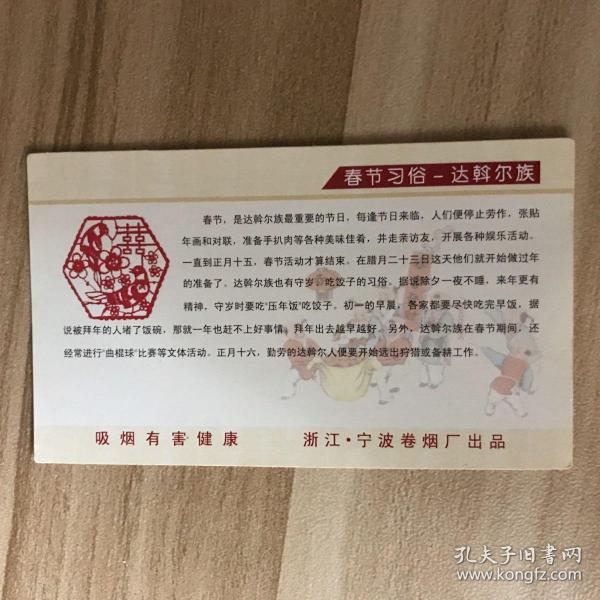 春节习俗－达斡尔族
春节，是达斡尔族最重要的节日，每逢节日来临，人们便停止劳作，张贴
年画和对联，准备手扒肉等各种美味佳肴，并走亲访友，开展各种娱乐活动。
一直到正月十五，春节活动才算结束。在腊月二十三日这天他们就开始做过年
的准备了。达斡尔族也有守岁、吃饺子的习俗。据说除夕一夜不睡，来年更有
精神，守岁时要吃“压年饭”吃饺子。初一的早晨，各家都要尽快吃完早饭，据
说被拜年的人堵了饭碗，那就一年也赶不上好事情。拜年出去越早越好。另外，达斡尔族在春节期间，还
经常进行“曲棍球”比赛等文体活动。正月十六，勤劳的达斡尔人便要开始远出狩猎或备耕工作。
囍
吸烟有害健康
浙江·宁波卷烟厂出品
孔夫子旧书网
www.kongfz.com